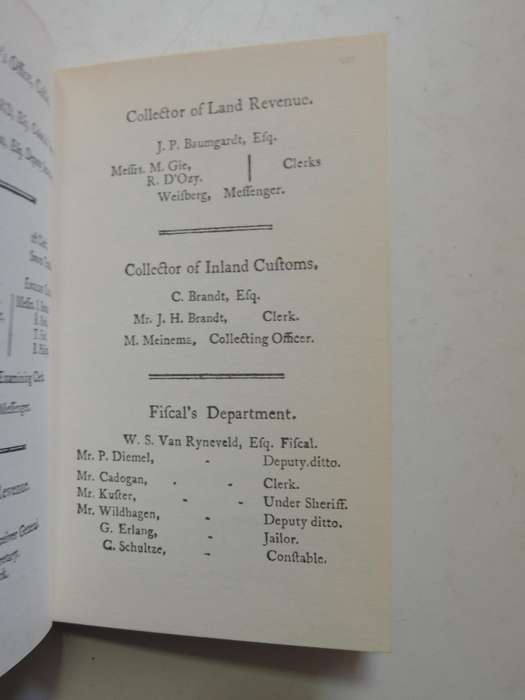 Collector of Land Revenue.
J. P. Baumgardt, Eſq.
Meſſrs. M. Gie,
R. D'Ozy. Clerks
Weiſberg, Meſſenger.
Collector of Inland Cuſtoms.
C. Brandt, Eſq.
Mr. J. H. Brandt, Clerk.
M. Meinema, Collecting Officer.
Fiſcal's Department.
W. S. Van Ryneveld, Eſq. Fiſcal.
Mr. P. Diemel, - Deputy ditto.
Mr. Cadogan, - - Clerk.
Mr. Kuſter, - - Under Sheriff.
Mr. Wildhagen, - Deputy ditto.
G. Erlang, - Jailor.
G. Schultze, - Conſtable.